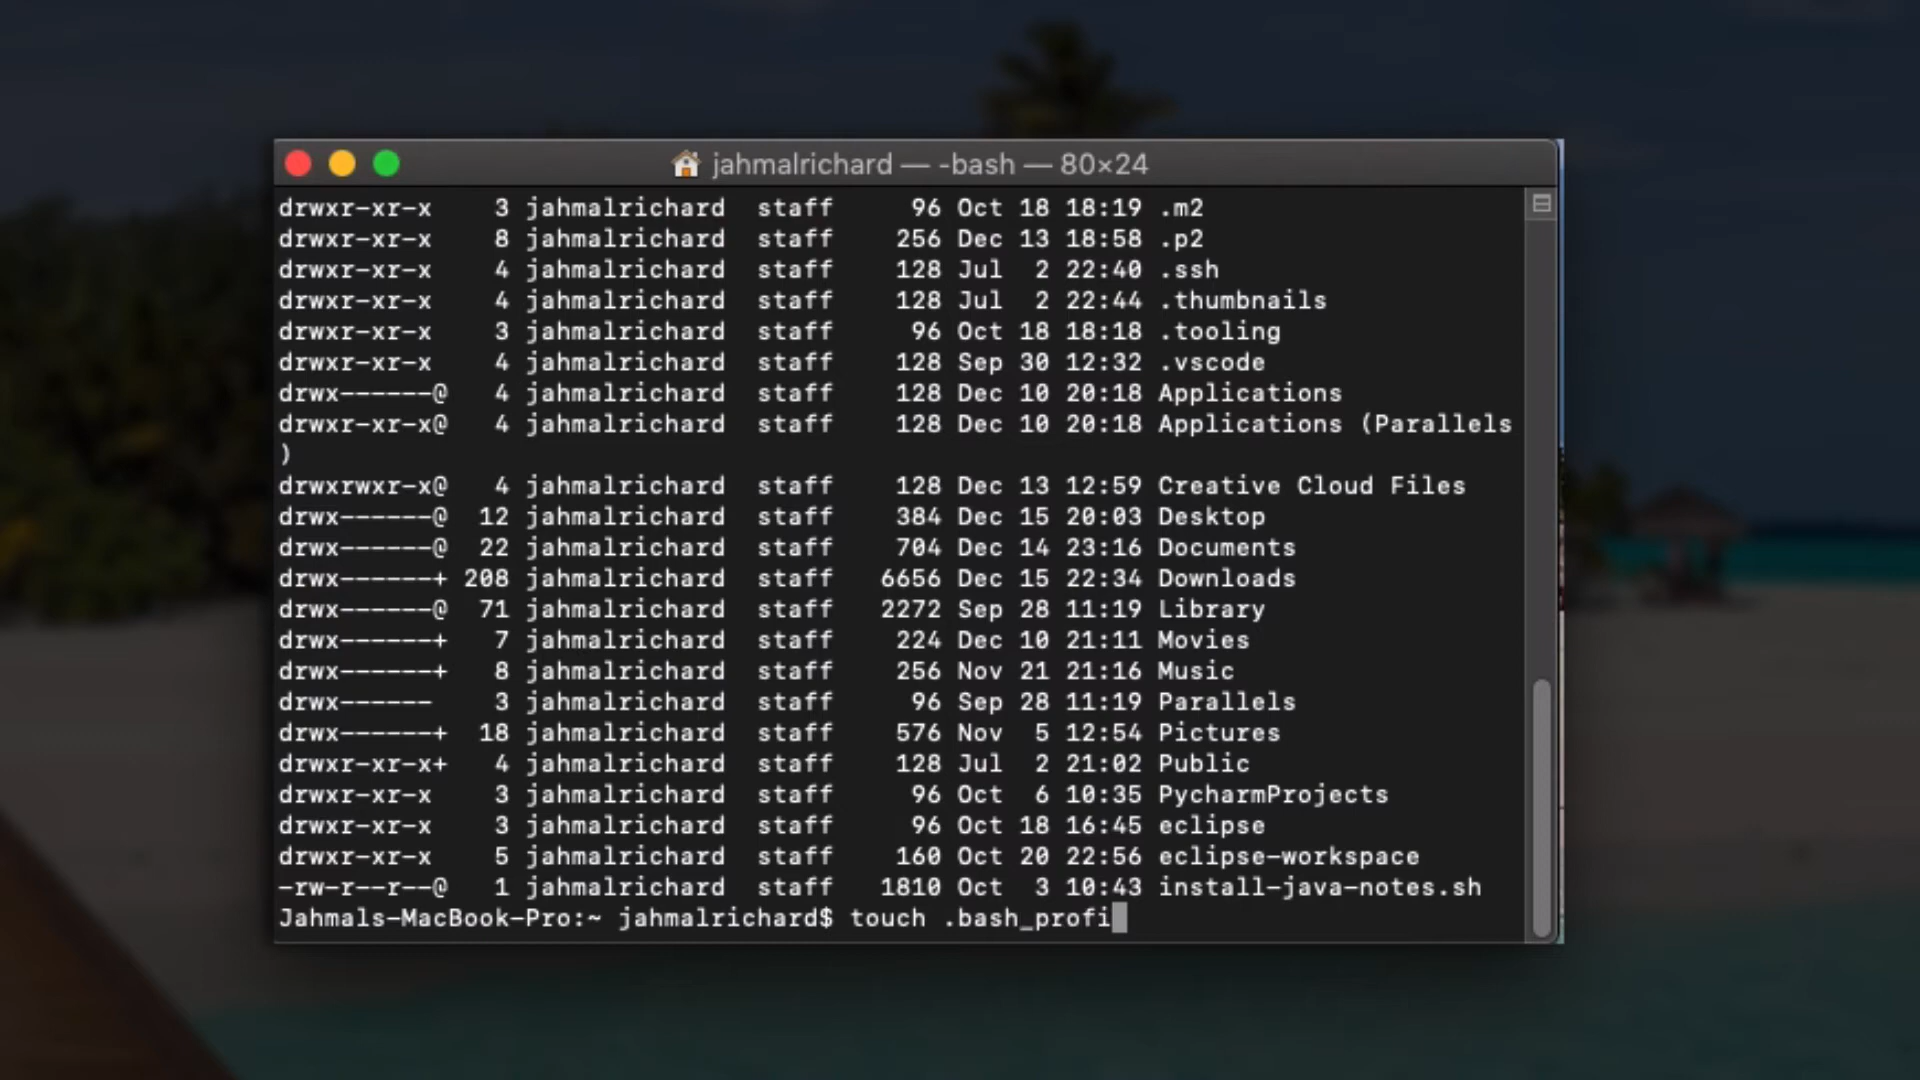 jahmalrichard — -bash — 80×24
drwxr-xr-x    3 jahmalrichard  staff     96 Oct 18 18:19 .m2
drwxr-xr-x    8 jahmalrichard  staff    256 Dec 13 18:58 .p2
drwxr-xr-x    4 jahmalrichard  staff    128 Jul  2 22:40 .ssh
drwxr-xr-x    4 jahmalrichard  staff    128 Jul  2 22:44 .thumbnails
drwxr-xr-x    3 jahmalrichard  staff     96 Oct 18 18:18 .tooling
drwxr-xr-x    4 jahmalrichard  staff    128 Sep 30 12:32 .vscode
drwx------@   4 jahmalrichard  staff    128 Dec 10 20:18 Applications
drwxr-xr-x@   4 jahmalrichard  staff    128 Dec 10 20:18 Applications (Parallels
)
drwxrwxr-x@   4 jahmalrichard  staff    128 Dec 13 12:59 Creative Cloud Files
drwx------@  12 jahmalrichard  staff    384 Dec 15 20:03 Desktop
drwx------@  22 jahmalrichard  staff    704 Dec 14 23:16 Documents
drwx------+ 208 jahmalrichard  staff   6656 Dec 15 22:34 Downloads
drwx------@  71 jahmalrichard  staff   2272 Sep 28 11:19 Library
drwx------+   7 jahmalrichard  staff    224 Dec 10 21:11 Movies
drwx------+   8 jahmalrichard  staff    256 Nov 21 21:16 Music
drwx------    3 jahmalrichard  staff     96 Sep 28 11:19 Parallels
drwx------+  18 jahmalrichard  staff    576 Nov  5 12:54 Pictures
drwxr-xr-x+   4 jahmalrichard  staff    128 Jul  2 21:02 Public
drwxr-xr-x    3 jahmalrichard  staff     96 Oct  6 10:35 PycharmProjects
drwxr-xr-x    3 jahmalrichard  staff     96 Oct 18 16:45 eclipse
drwxr-xr-x    5 jahmalrichard  staff    160 Oct 20 22:56 eclipse-workspace
-rw-r--r--@   1 jahmalrichard  staff   1810 Oct  3 10:43 install-java-notes.sh
Jahmals-MacBook-Pro:~ jahmalrichard$ touch .bash_profi